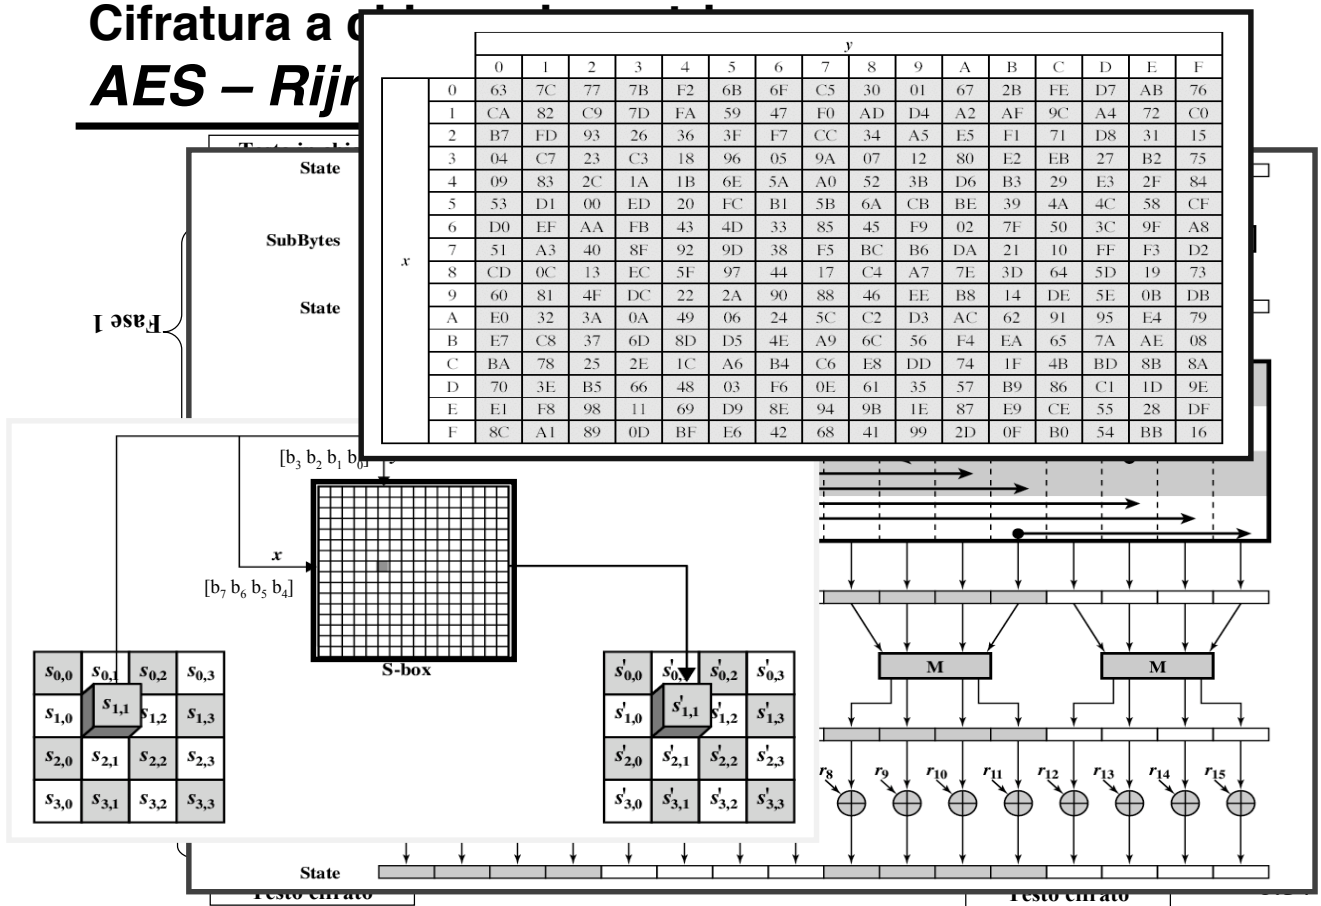 Cifratura a
AES – Rijn
y
0 1 2 3 4 5 6 7 8 9 A B C D E F
x
0 63 7C 77 7B F2 6B 6F C5 30 01 67 2B FE D7 AB 76
1 CA 82 C9 7D FA 59 47 F0 AD D4 A2 AF 9C A4 72 C0
2 B7 FD 93 26 36 3F F7 CC 34 A5 E5 F1 71 D8 31 15
3 04 C7 23 C3 18 96 05 9A 07 12 80 E2 EB 27 B2 75
4 09 83 2C 1A 1B 6E 5A A0 52 3B D6 B3 29 E3 2F 84
5 53 D1 00 ED 20 FC B1 5B 6A CB BE 39 4A 4C 58 CF
6 D0 EF AA FB 43 4D 33 85 45 F9 02 7F 50 3C 9F A8
7 51 A3 40 8F 92 9D 38 F5 BC B6 DA 21 10 FF F3 D2
8 CD 0C 13 EC 5F 97 44 17 C4 A7 7E 3D 64 5D 19 73
9 60 81 4F DC 22 2A 90 88 46 EE B8 14 DE 5E 0B DB
A E0 32 3A 0A 49 06 24 5C C2 D3 AC 62 91 95 E4 79
B E7 C8 37 6D 8D D5 4E A9 6C 56 F4 EA 65 7A AE 08
C BA 78 25 2E 1C A6 B4 C6 E8 DD 74 1F 4B BD 8B 8A
D 70 3E B5 66 48 03 F6 0E 61 35 57 B9 86 C1 1D 9E
E E1 F8 98 11 69 D9 8E 94 9B 1E 87 E9 CE 55 28 DF
F 8C A1 89 0D BF E6 42 68 41 99 2D 0F B0 54 BB 16
State
SubBytes
State
Fase 1
[b3 b2 b1 b0]
x
[b7 b6 b5 b4]
S-box
s0,0 s0,1 s0,2 s0,3
s1,0 s1,1 s1,2 s1,3
s2,0 s2,1 s2,2 s2,3
s3,0 s3,1 s3,2 s3,3
s'0,0 s'0, s'0,2 s'0,3
s'1,0 s'1,1 s'1,2 s'1,3
s'2,0 s'2,1 s'2,2 s'2,3
s'3,0 s'3,1 s'3,2 s'3,3
M M
r8 r9 r10 r11 r12 r13 r14 r15
State
Testo cifrato Testo cifrato